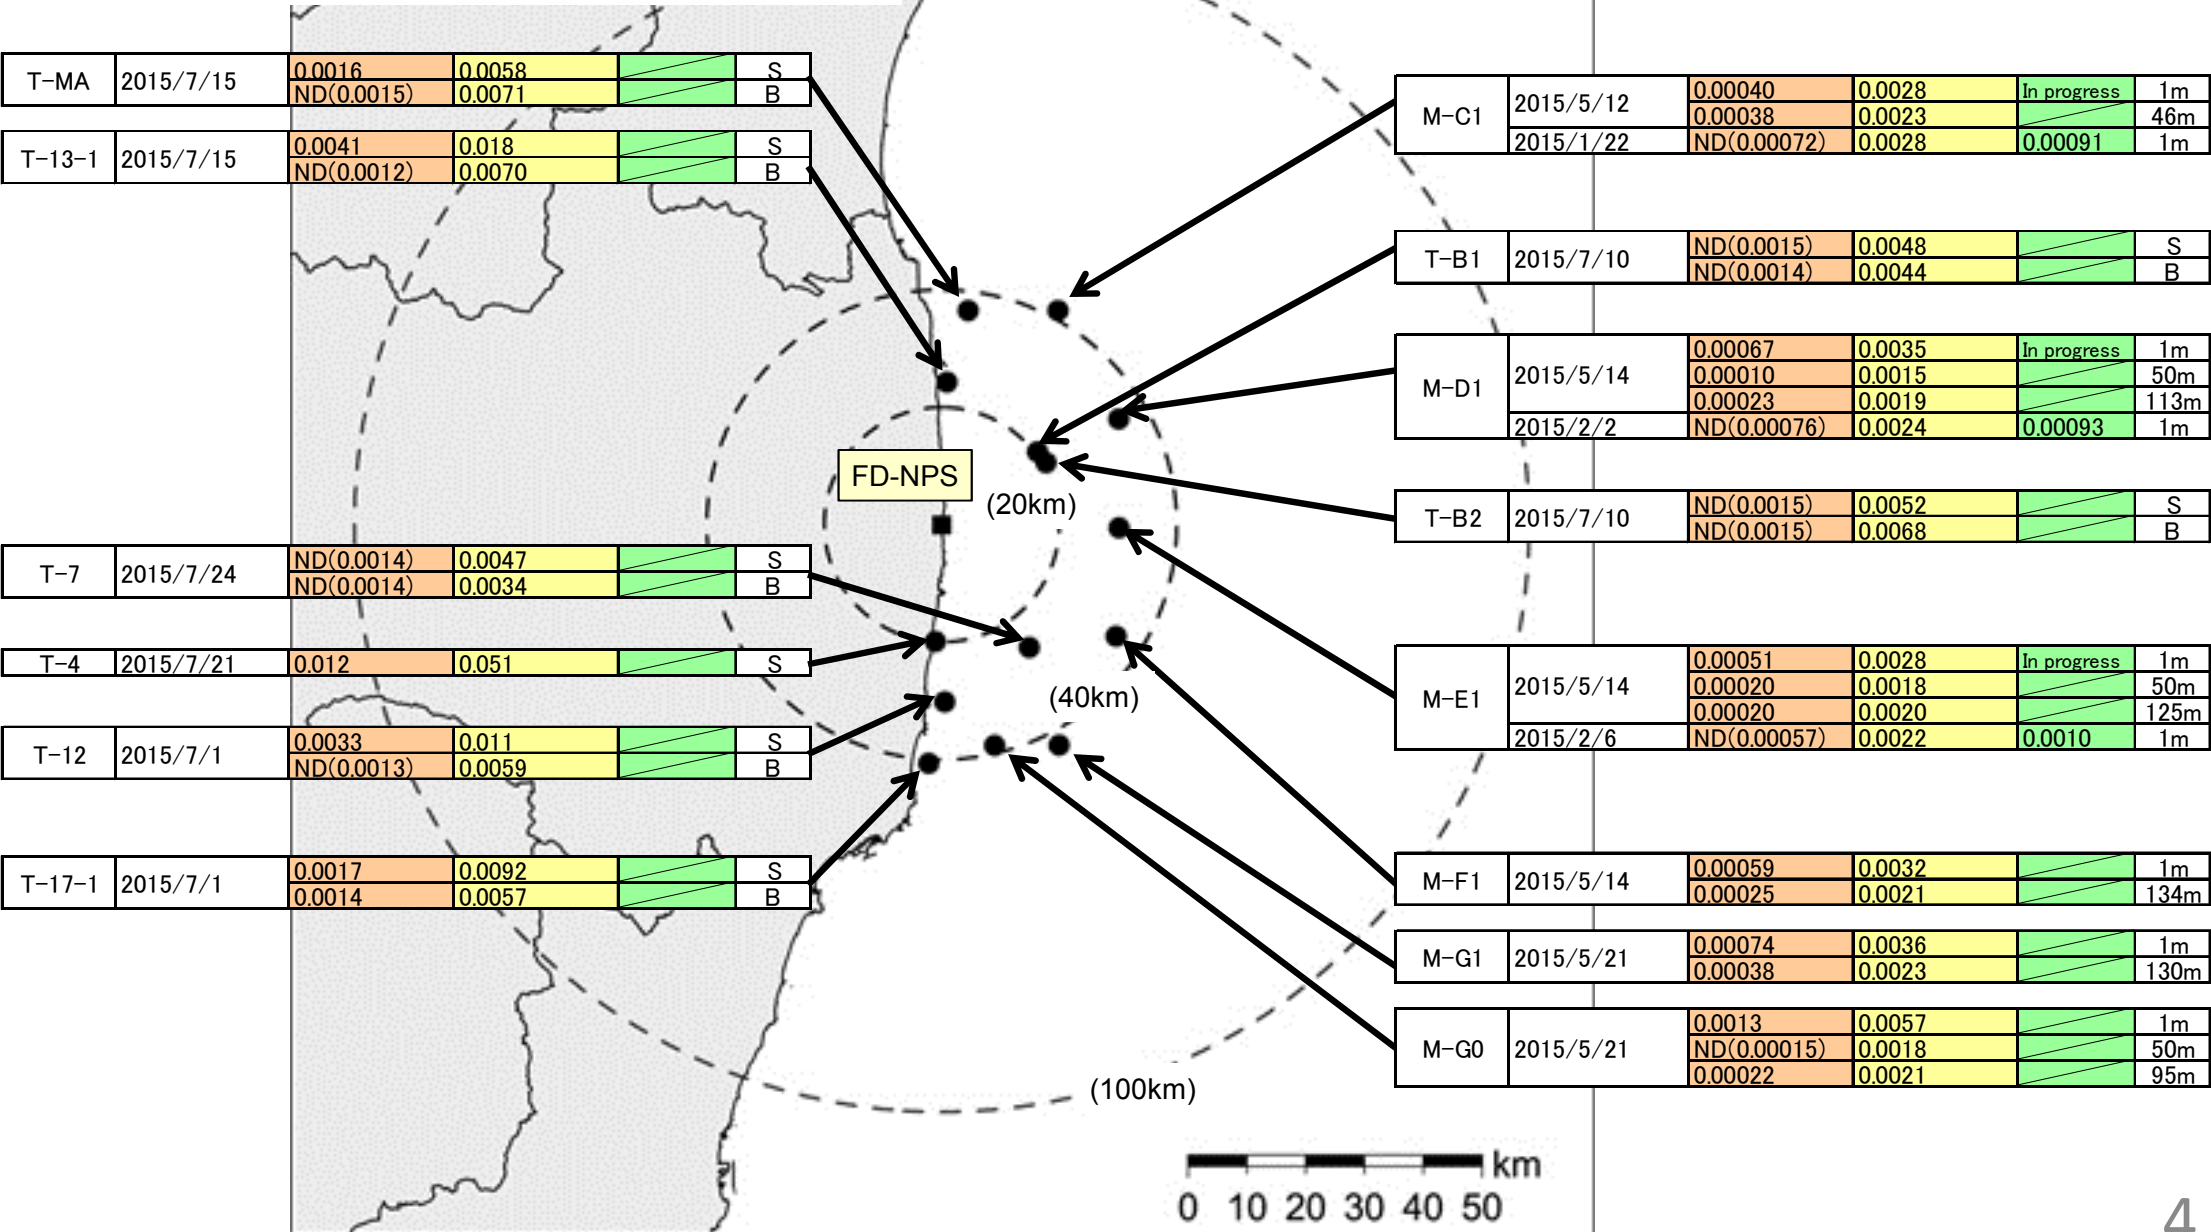 T-MA 2015/7/15 0.0016 0.0058 S
ND(0.0015) 0.0071 B
T-13-1 2015/7/15 0.0041 0.018 S
ND(0.0012) 0.0070 B
T-7 2015/7/24 ND(0.0014) 0.0047 S
ND(0.0014) 0.0034 B
T-4 2015/7/21 0.012 0.051 S
T-12 2015/7/1 0.0033 0.011 S
ND(0.0013) 0.0059 B
T-17-1 2015/7/1 0.0017 0.0092 S
0.0014 0.0057 B
FD-NPS
(20km)
(40km)
(100km)
M-C1 2015/5/12 0.00040 0.0028 In progress 1m
0.00038 0.0023 46m
2015/1/22 ND(0.00072) 0.0028 0.00091 1m
T-B1 2015/7/10 ND(0.0015) 0.0048 S
ND(0.0014) 0.0044 B
M-D1 2015/5/14 0.00067 0.0035 In progress 1m
0.00010 0.0015 50m
0.00023 0.0019 113m
2015/2/2 ND(0.00076) 0.0024 0.00093 1m
T-B2 2015/7/10 ND(0.0015) 0.0052 S
ND(0.0015) 0.0068 B
M-E1 2015/5/14 0.00051 0.0028 In progress 1m
0.00020 0.0018 50m
0.00020 0.0020 125m
2015/2/6 ND(0.00057) 0.0022 0.0010 1m
M-F1 2015/5/14 0.00059 0.0032 1m
0.00025 0.0021 134m
M-G1 2015/5/21 0.00074 0.0036 1m
0.00038 0.0023 130m
M-G0 2015/5/21 0.0013 0.0057 1m
ND(0.00015) 0.0018 50m
0.00022 0.0021 95m
km
0 10 20 30 40 50
4